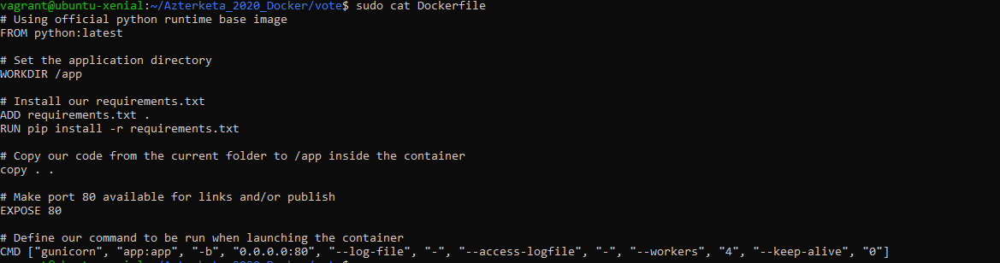 vagrant@ubuntu-xenial:~/Azterketa_2020_Docker/vote$ sudo cat Dockerfile
# Using official python runtime base image
FROM python:latest
# Set the application directory
WORKDIR /app
# Install our requirements.txt
ADD requirements.txt .
RUN pip install -r requirements.txt
# Copy our code from the current folder to /app inside the container
copy . .
# Make port 80 available for links and/or publish
EXPOSE 80
# Define our command to be run when launching the container
CMD ["gunicorn", "app:app", "-b", "0.0.0.0:80", "--log-file", "-", "--access-logfile", "-", "--workers", "4", "--keep-alive", "0"]